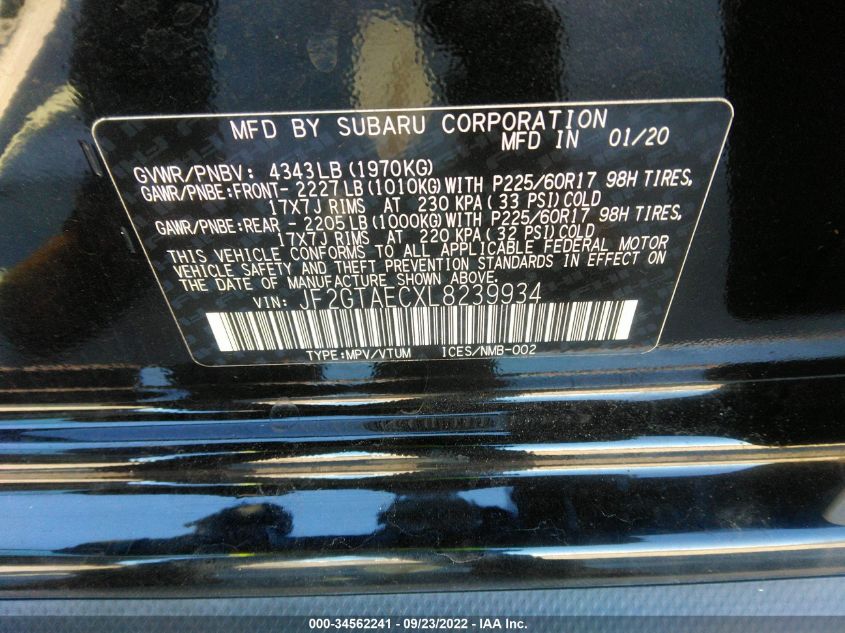 MFD BY SUBARU CORPORATION
MFD IN 01/20
GVWR/PNBV: 4343LB(1970KG)
GAWR/PNBE:FRONT- 2227LB(1010KG)WITH P225/60R17 98H TIRES,
17X7J RIMS AT 230 KPA(33 PSI)COLD
GAWR/PNBE:REAR - 2205LB(1000KG)WITH P225/60R17 98H TIRES,
17X7J RIMS AT 220 KPA(32 PSI)COLD
THIS VEHICLE CONFORMS TO ALL APPLICABLE FEDERAL MOTOR
VEHICLE SAFETY AND THEFT PREVENTION STANDARDS IN EFFECT ON
THE DATE OF MANUFACTURE SHOWN ABOVE.
VIN: JF2GTAECXL8239934
TYPE:MPV/VTUM ICES/NMB-002
000-34562241 - 09/23/2022 - IAA Inc.